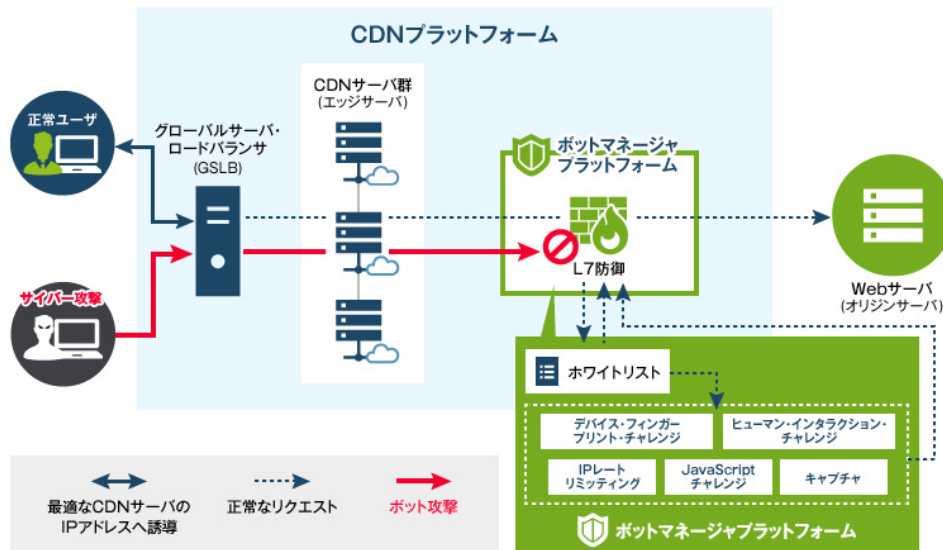 CDNプラットフォーム
CDNサーバ群
(エッジサーバ)
正常ユーザ
グローバルサーバ・
ロードバランサ
(GSLB)
ボットマネージャ
プラットフォーム
L7防御
サイバー攻撃
Webサーバ
(オリジンサーバ)
ホワイトリスト
デバイス・フィンガー
プリント・チャレンジ
ヒューマン・インタラクション・
チャレンジ
IPレート
リミッティング
JavaScript
チャレンジ
キャプチャ
ボットマネージャプラットフォーム
最適なCDNサーバの
IPアドレスへ誘導
正常なリクエスト
ボット攻撃